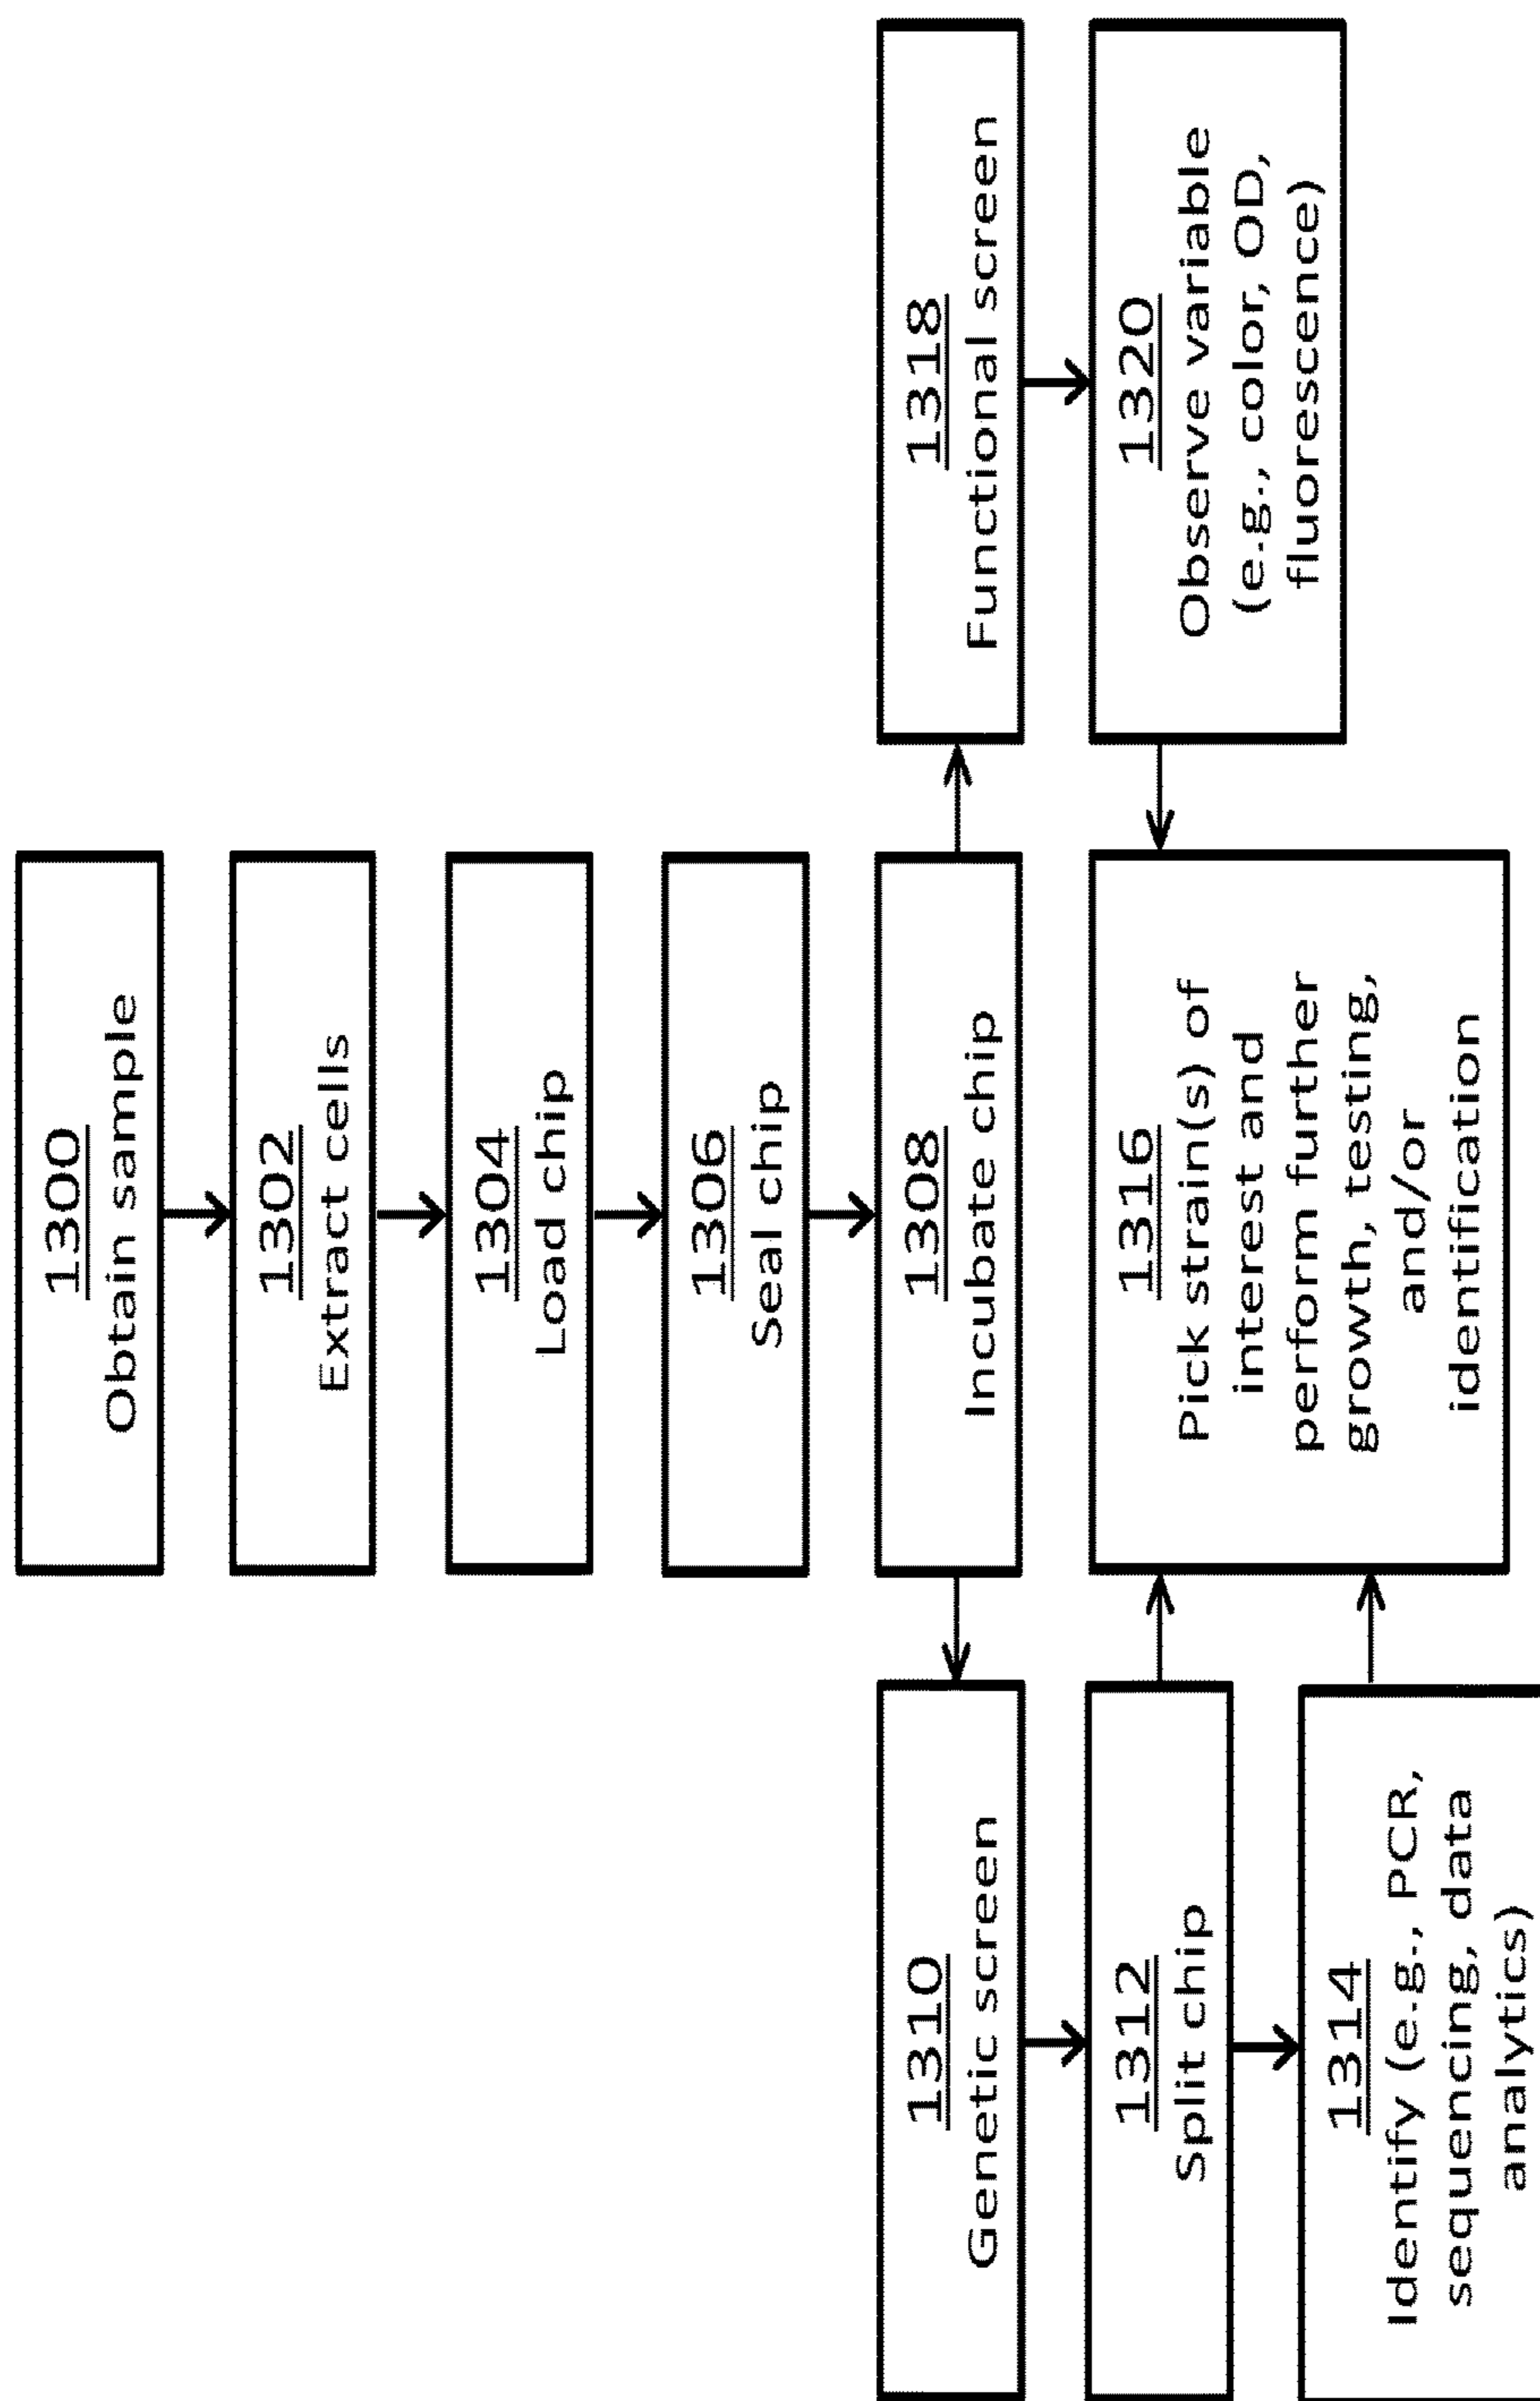 1300
Obtain sample
1302
Extract cells
1304
Load chip
1306
Seal chip
1308
Incubate chip
1310
Genetic screen
1312
Split chip
1314
Identify (e.g., PCR,
sequencing, data
analytics)
1316
Pick strain(s) of
interest and
perform further
growth, testing,
and/or
identification
1318
Functional screen
1320
Observe variable
(e.g., color, OD,
fluorescence)